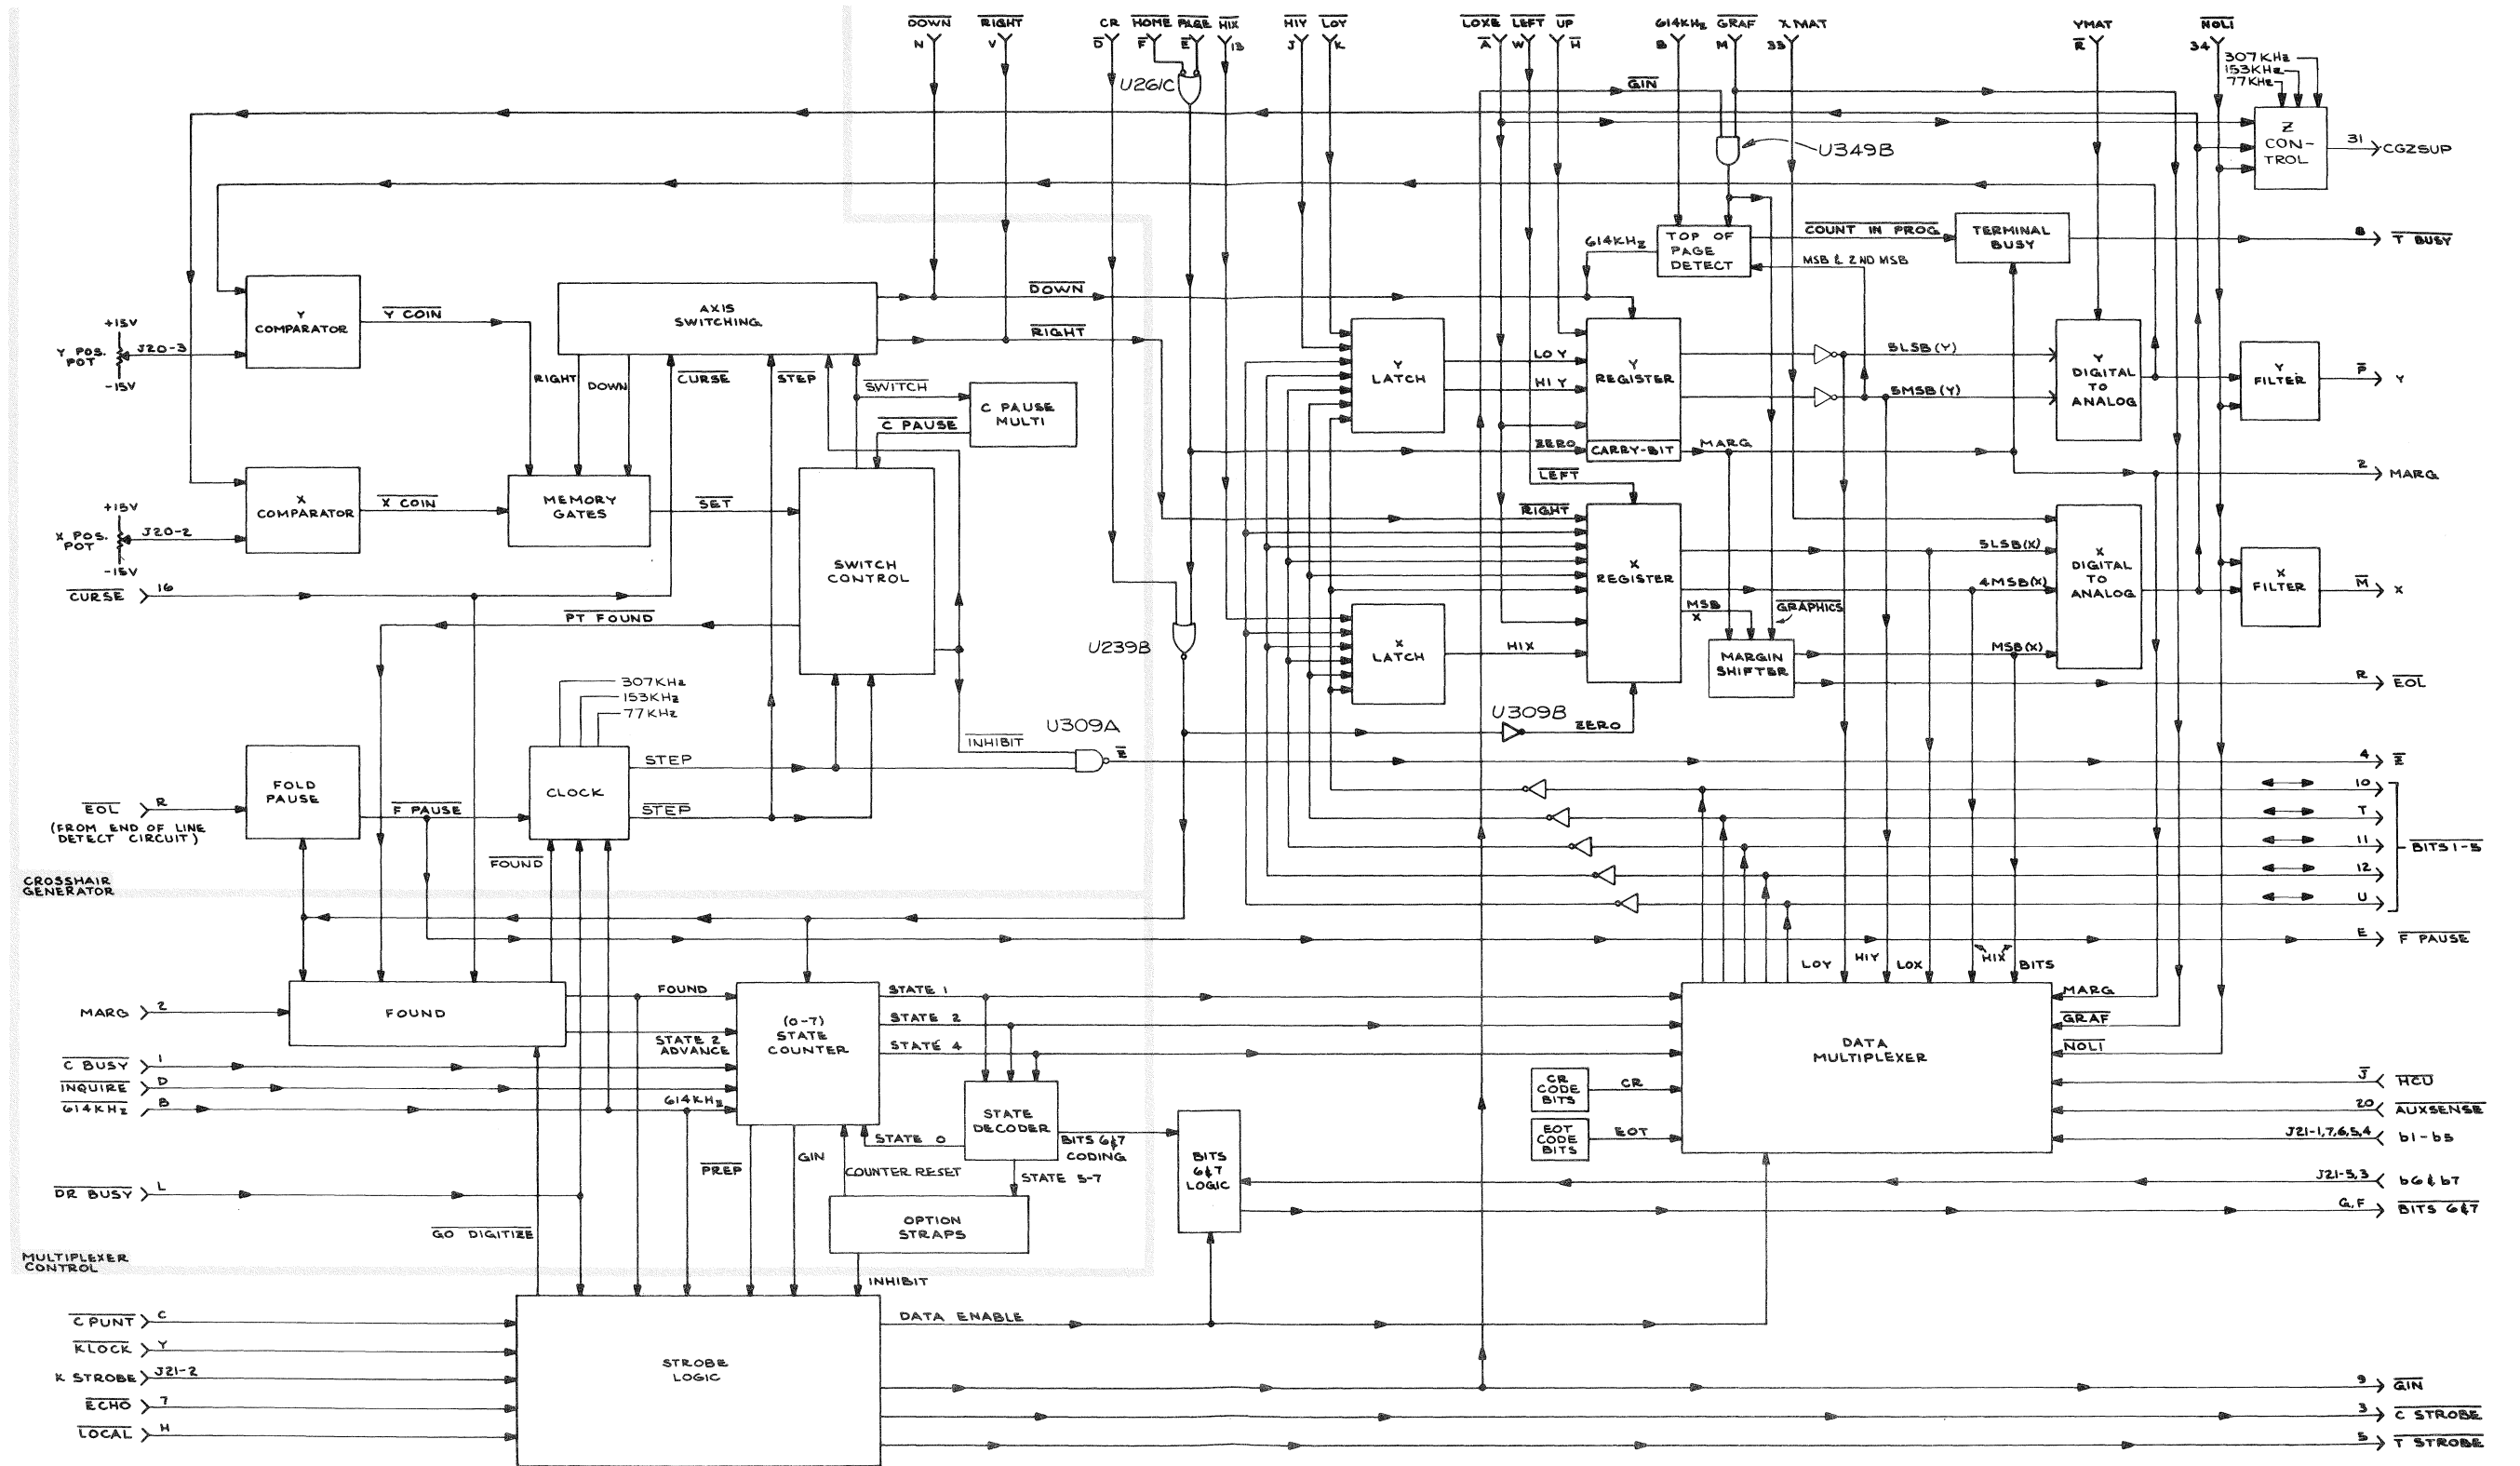 DOWN
RIGHT
CR
HOME
PAGE
HIX
HIY
LOY
LOXE
LEFT
UP
614KHz
GRAF
XMAT
YMAT
NOLI
N
V
D
F
E
13
J
K
A
W
H
B
M
33
R
34
307KHz
153KHz
77KHz
U261C
GIN
U349B
Z
CON-
TROL
31
CGZSUP
614KHz
TOP OF
PAGE
DETECT
COUNT IN PROG
TERMINAL
BUSY
8
T BUSY
MSB & 2ND MSB
Y
COMPARATOR
Y COIN
AXIS
SWITCHING
DOWN
RIGHT
+15V
Y POS.
POT
J20-3
-15V
RIGHT
DOWN
CURSE
STEP
SWITCH
C PAUSE
MULTI
C PAUSE
Y
LATCH
LOY
HIY
Y
REGISTER
5LSB(Y)
5MSB(Y)
Y
DIGITAL
TO
ANALOG
Y
FILTER
P
Y
ZERO
CARRY-BIT
MARG
2
MARG
LEFT
X
COMPARATOR
X COIN
MEMORY
GATES
SET
+15V
X POS.
POT
J20-2
-15V
CURSE
16
SWITCH
CONTROL
PT FOUND
RIGHT
X
REGISTER
5LSB(X)
4MSB(X)
X
DIGITAL
TO
ANALOG
X
FILTER
M
X
MSB
X
GRAPHICS
U239B
X
LATCH
HIX
MARGIN
SHIFTER
MSB(X)
R
EOL
307KHz
153KHz
77KHz
U309A
U309B
ZERO
INHIBIT
Z
4
Z
FOLD
PAUSE
CLOCK
STEP
STEP
EOL
R
(FROM END OF LINE
DETECT CIRCUIT)
F PAUSE
FOUND
10
T
11
12
U
BITS 1-5
CROSSHAIR
GENERATOR
E
F PAUSE
LOY
HIY
LOX
HIX
BITS
MARG
2
FOUND
FOUND
STATE 2
ADVANCE
(0-7)
STATE
COUNTER
STATE 1
STATE 2
STATE 4
DATA
MULTIPLEXER
MARG
GRAF
NOLI
C BUSY
1
INQUIRE
D
614KHz
B
614KHz
STATE
DECODER
STATE 0
BITS 6&7
CODING
CR
CODE
BITS
CR
EOT
CODE
BITS
EOT
J
HCU
20
AUXSENSE
J21-1,7,6,5,4
b1-b5
PREP
GIN
COUNTER RESET
STATE 5-7
BITS
6&7
LOGIC
J21-5,3
b6 & b7
DR BUSY
L
G,F
BITS 6&7
OPTION
STRAPS
GO DIGITIZE
MULTIPLEXER
CONTROL
INHIBIT
C PUNT
C
KLOCK
Y
K STROBE
J21-2
ECHO
7
LOCAL
H
STROBE
LOGIC
DATA ENABLE
9
GIN
3
C STROBE
5
T STROBE